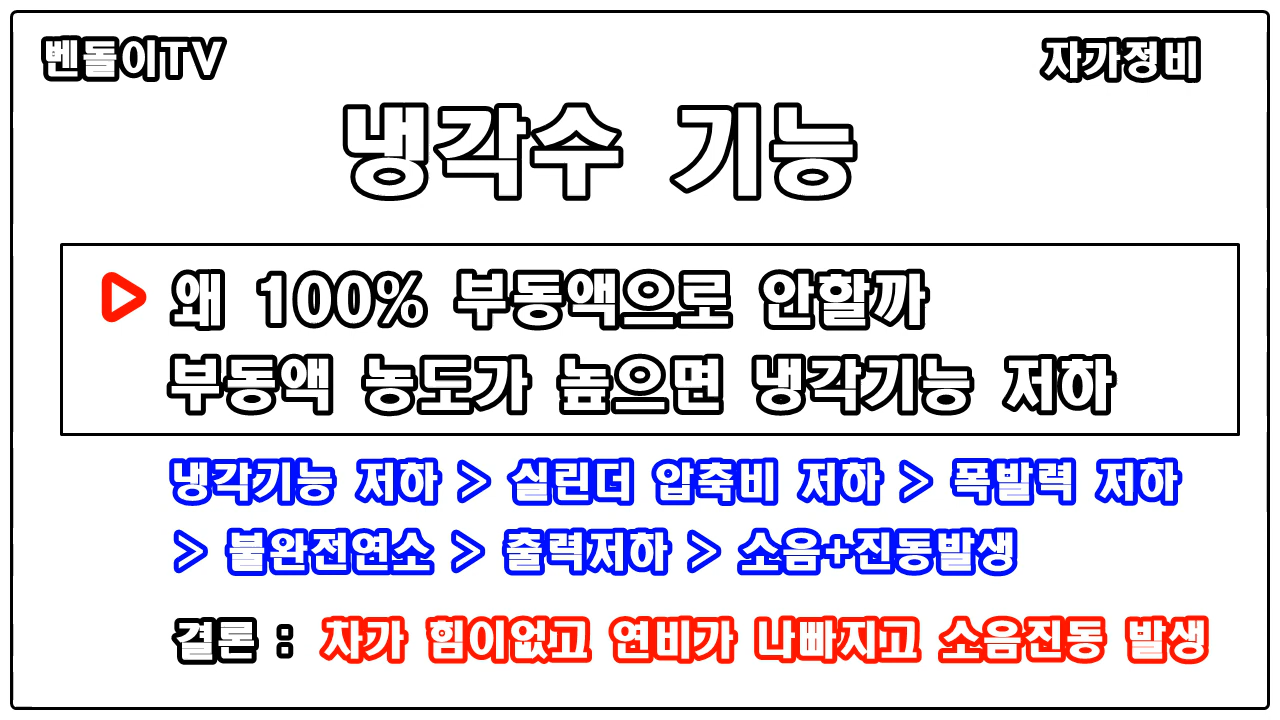 벤돌이TV
자가정비
냉각수 기능
왜 100% 부동액으로 안할까
부동액 농도가 높으면 냉각기능 저하
냉각기능 저하 > 실린더 압축비 저하 > 폭발력 저하
> 불완전연소 > 출력저하 > 소음+진동발생
결론 : 차가 힘이없고 연비가 나빠지고 소음진동 발생